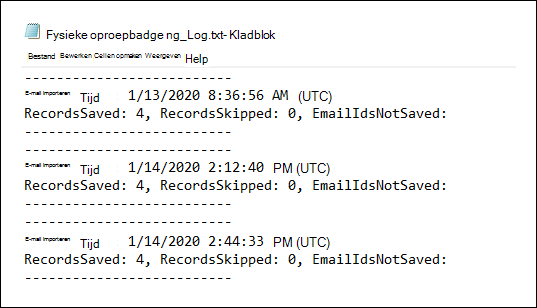 Fysieke oproepbadge ng_Log.txt- Kladblok
Bestand Bewerken Cellen opmaken Weergeven Help
---------------------------
E-mail importeren Tijd 1/13/2020 8:36:56 AM (UTC)
RecordsSaved: 4, RecordsSkipped: 0, EmailIdsNotSaved:
---------------------------
---------------------------
E-mail importeren Tijd 1/14/2020 2:12:40 PM (UTC)
RecordsSaved: 4, RecordsSkipped: 0, EmailIdsNotSaved:
---------------------------
---------------------------
E-mail importeren Tijd 1/14/2020 2:44:33 PM (UTC)
RecordsSaved: 4, RecordsSkipped: 0, EmailIdsNotSaved:
---------------------------